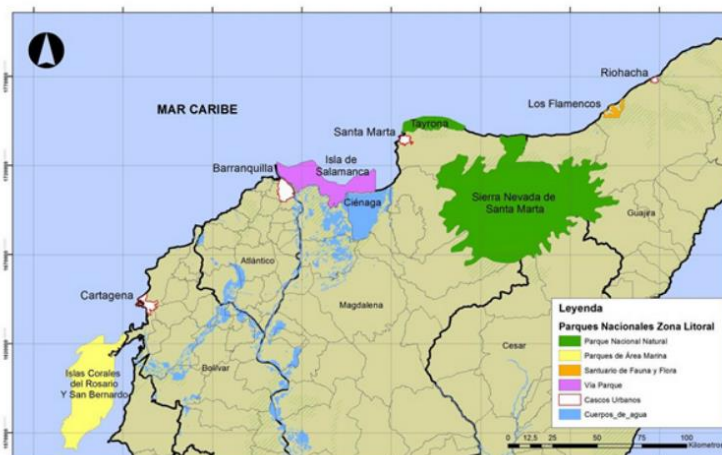 MAR CARIBE
Riohacha
Los Flamencos
Tayrona
Santa Marta
Isla de
Salamanca
Barranquilla
Ciénaga
Sierra Nevada de
Santa Marta
Guajira
Atlántico
Magdalena
Cartagena
Cesar
Bolívar
Islas Corales
del Rosario
Y San Bernardo
Leyenda
Parques Nacionales Zona Litoral
Parque Nacional Natural
Parques de Área Marina
Santuario de Fauna y Flora
Vía Parque
Cascos Urbanos
Cuerpos_de_agua
0 12,5 25 50 75 100
Kilometros